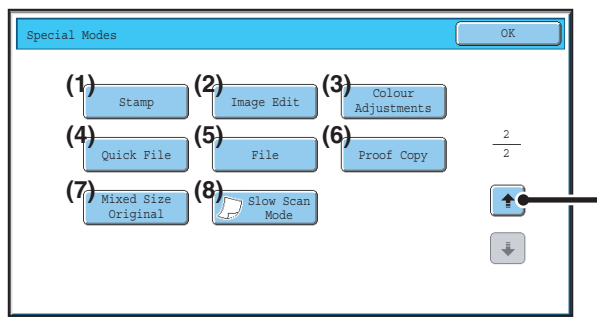 Special Modes
OK
(1)
Stamp
(2)
Image Edit
(3)
Colour
Adjustments
(4)
Quick File
(5)
File
(6)
Proof Copy
2
2
(7)
Mixed Size
Original
(8)
Slow Scan
Mode